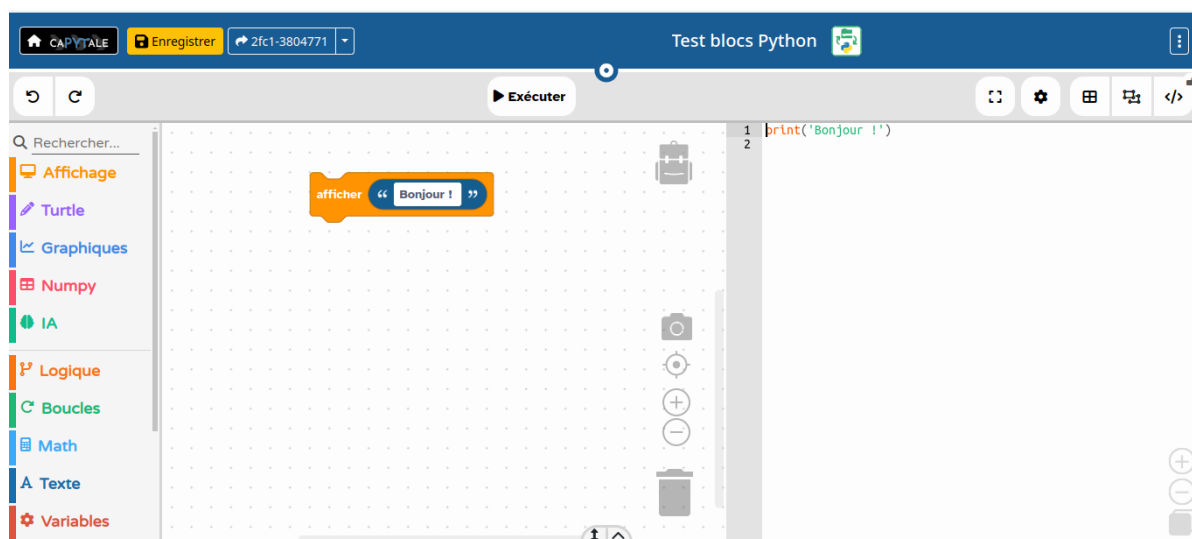 CAPYTALE Enregistrer 2fc1-3804771 Test blocs Python
Exécuter
Rechercher...
Affichage
Turtle
Graphiques
Numpy
IA
Logique
Boucles
Math
Texte
Variables
afficher “ Bonjour ! ”
1 print('Bonjour !')
2